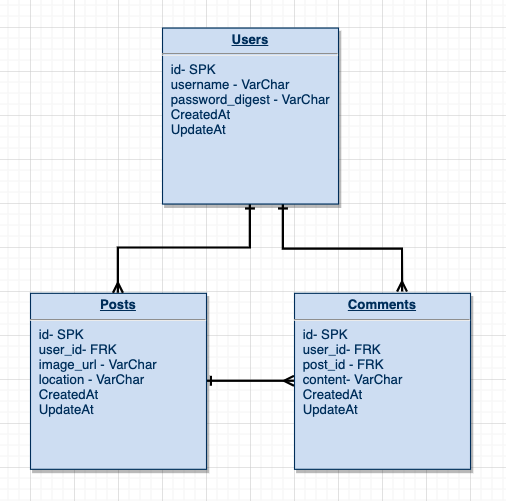 Users
id- SPK
username - VarChar
password_digest - VarChar
CreatedAt
UpdateAt
Posts
id- SPK
user_id- FRK
image_url - VarChar
location - VarChar
CreatedAt
UpdateAt
Comments
id- SPK
user_id- FRK
post_id - FRK
content- VarChar
CreatedAt
UpdateAt